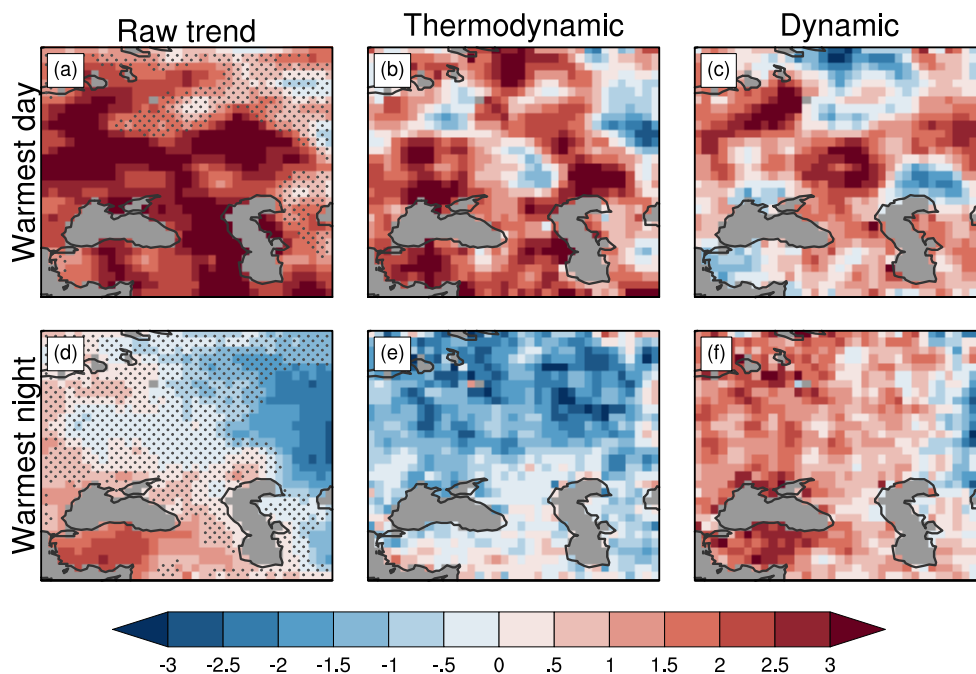 Raw trend Thermodynamic Dynamic
Warmest day
(a) (b) (c)
Warmest night
(d) (e) (f)
-3 -2.5 -2 -1.5 -1 -.5 0 .5 1 1.5 2 2.5 3